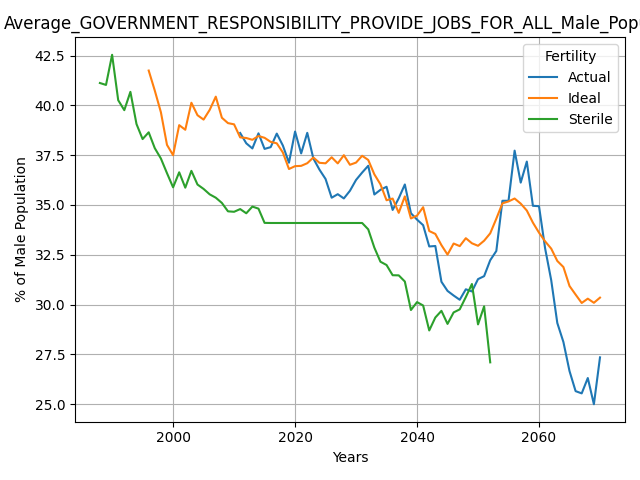 Average_GOVERNMENT_RESPONSIBILITY_PROVIDE_JOBS_FOR_ALL_Male_Pop
42.5
40.0
37.5
35.0
32.5
30.0
27.5
25.0
% of Male Population
Fertility
Actual
Ideal
Sterile
2000
2020
2040
2060
Years